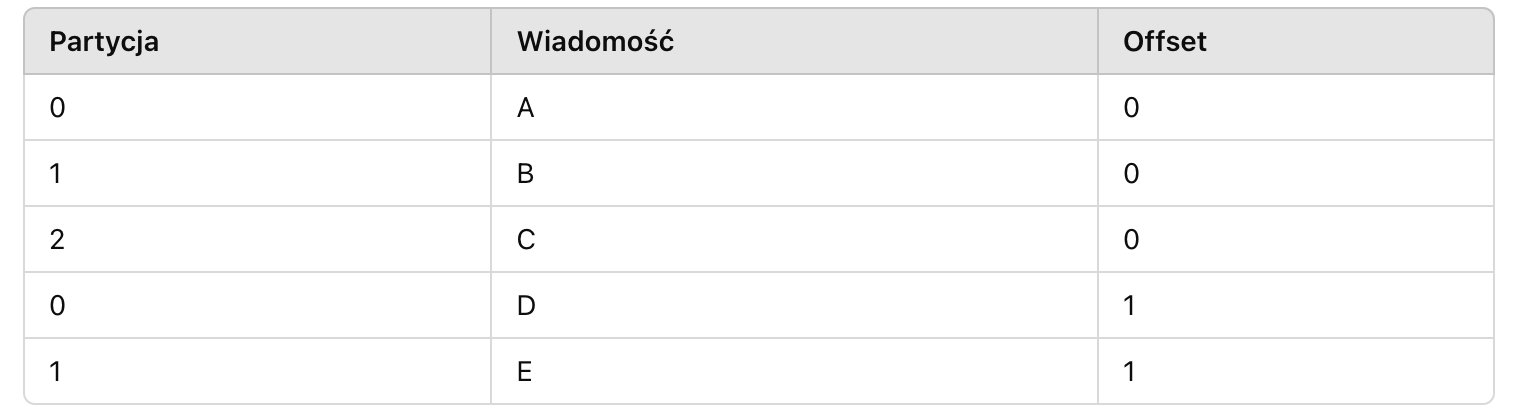 Partycja Wiadomość Offset
0 A 0
1 B 0
2 C 0
0 D 1
1 E 1